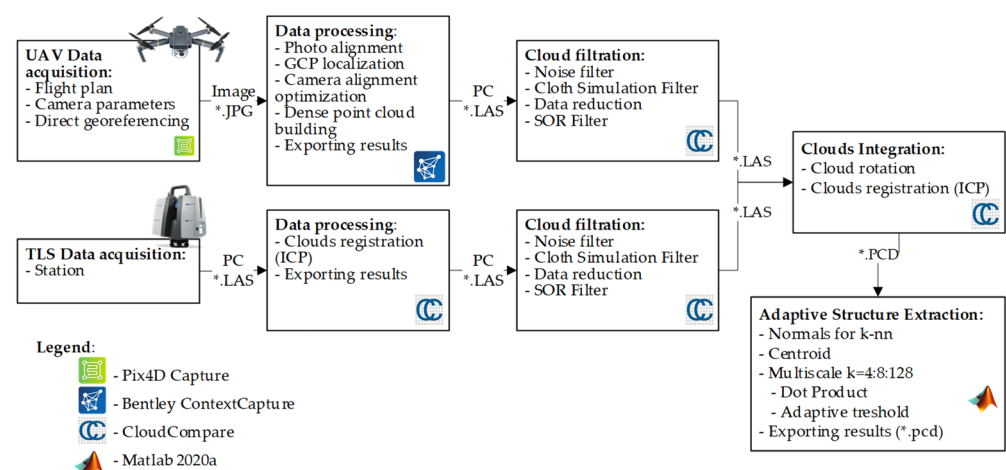 UAV Data
acquisition:
- Flight plan
- Camera parameters
- Direct georeferencing
Image
*.JPG
Data processing:
- Photo alignment
- GCP localization
- Camera alignment
optimization
- Dense point cloud
building
- Exporting results
PC
*.LAS
Cloud filtration:
- Noise filter
- Cloth Simulation Filter
- Data reduction
- SOR Filter
CC
*.LAS
*.LAS
Clouds Integration:
- Cloud rotation
- Clouds registration (ICP)
CC
TLS Data acquisition:
- Station
PC
*.LAS
Data processing:
- Clouds registration
(ICP)
- Exporting results
CC
PC
*.LAS
Cloud filtration:
- Noise filter
- Cloth Simulation Filter
- Data reduction
- SOR Filter
CC
*.PCD
Adaptive Structure Extraction:
- Normals for k-nn
- Centroid
- Multiscale k=4:8:128
- Dot Product
- Adaptive treshold
- Exporting results (*.pcd)
Legend:
- Pix4D Capture
- Bentley ContextCapture
CC
- CloudCompare
- Matlab 2020a